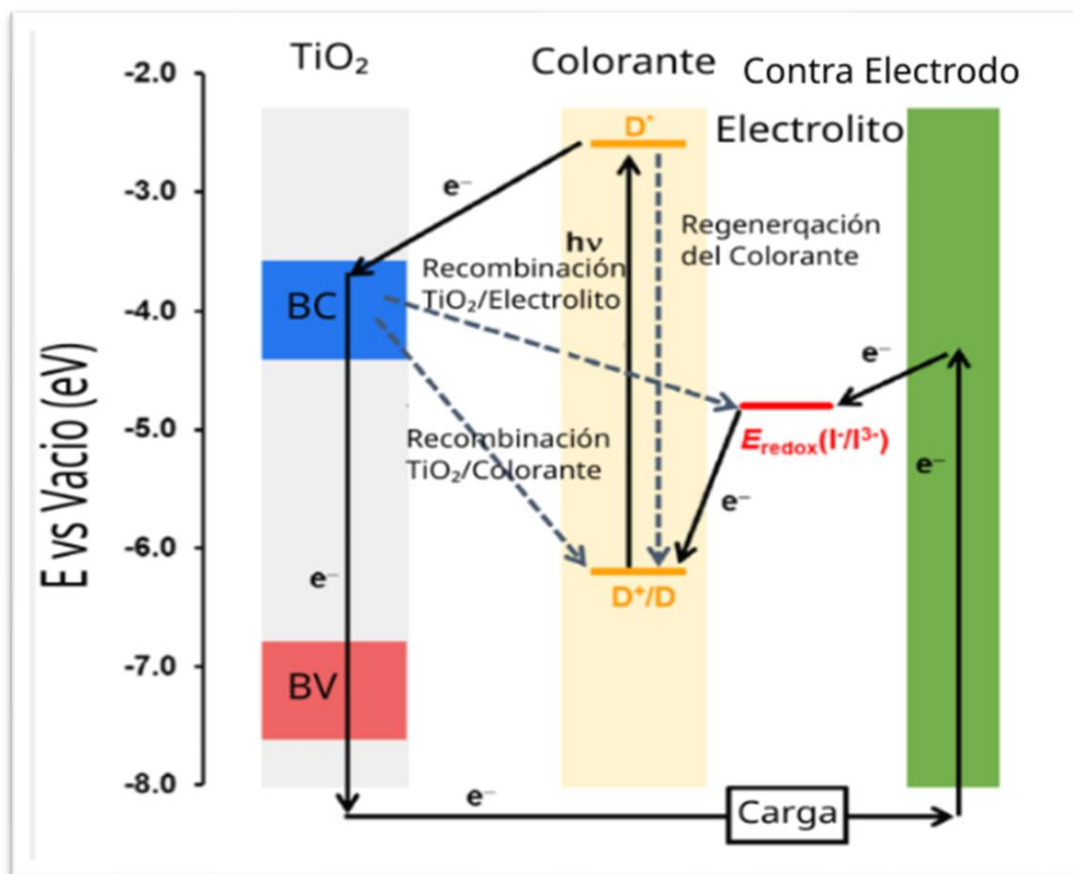 TiO₂
Colorante
Contra Electrodo
Electrolito
E vs Vacio (eV)
-2.0
-3.0
-4.0
-5.0
-6.0
-7.0
-8.0
D*
e⁻
hν
Regenerqación
del Colorante
Recombinación
TiO₂/Electrolito
BC
e⁻
Eredox(I⁻/I³⁻)
Recombinación
TiO₂/Colorante
e⁻
e⁻
e⁻
D⁺/D
BV
e⁻
Carga